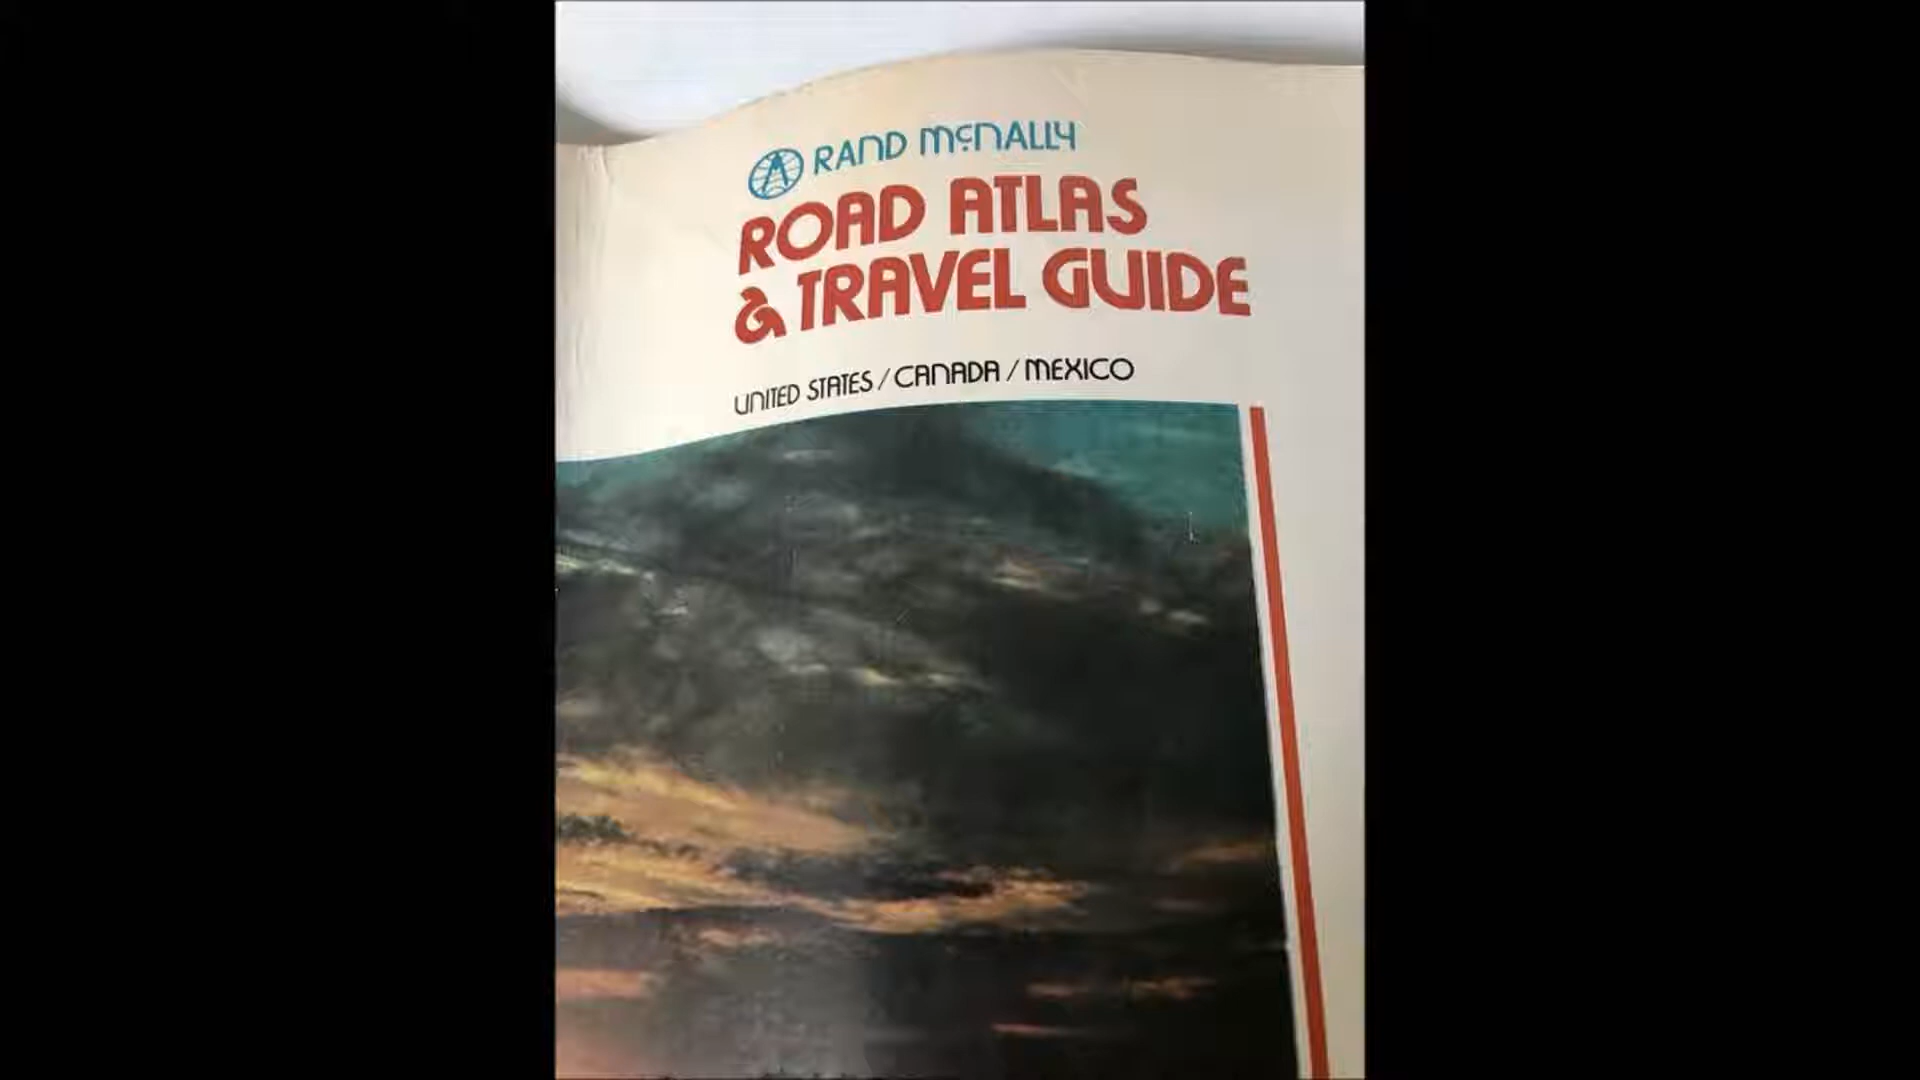 RAND McNALLY
ROAD ATLAS
& TRAVEL GUIDE
UNITED STATES / CANADA / MEXICO